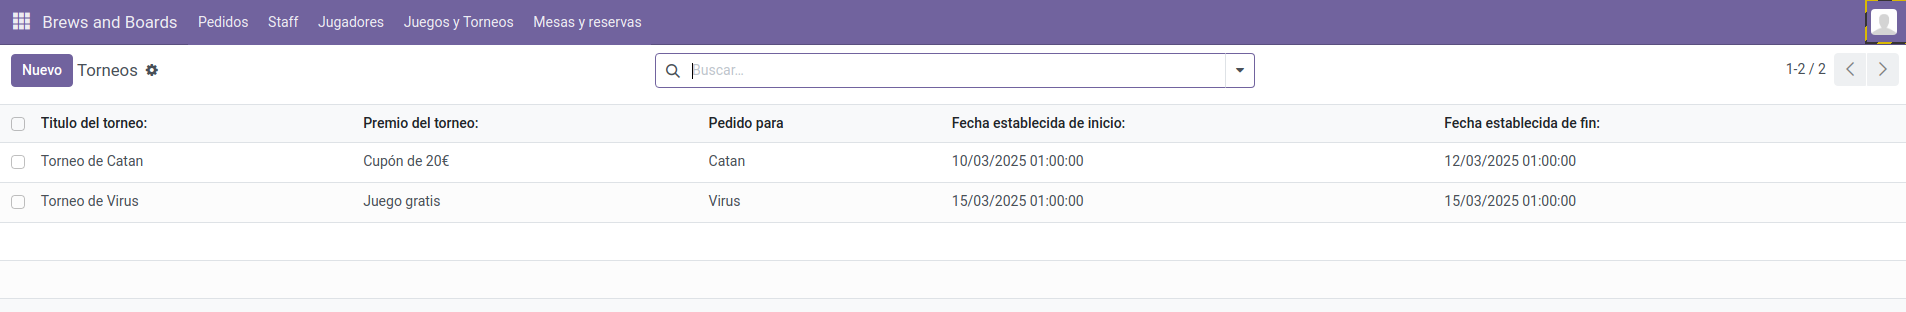 Brews and Boards Pedidos Staff Jugadores Juegos y Torneos Mesas y reservas
Nuevo Torneos Buscar... 1-2 / 2
Titulo del torneo: Premio del torneo: Pedido para Fecha establecida de inicio: Fecha establecida de fin:
Torneo de Catan Cupón de 20€ Catan 10/03/2025 01:00:00 12/03/2025 01:00:00
Torneo de Virus Juego gratis Virus 15/03/2025 01:00:00 15/03/2025 01:00:00